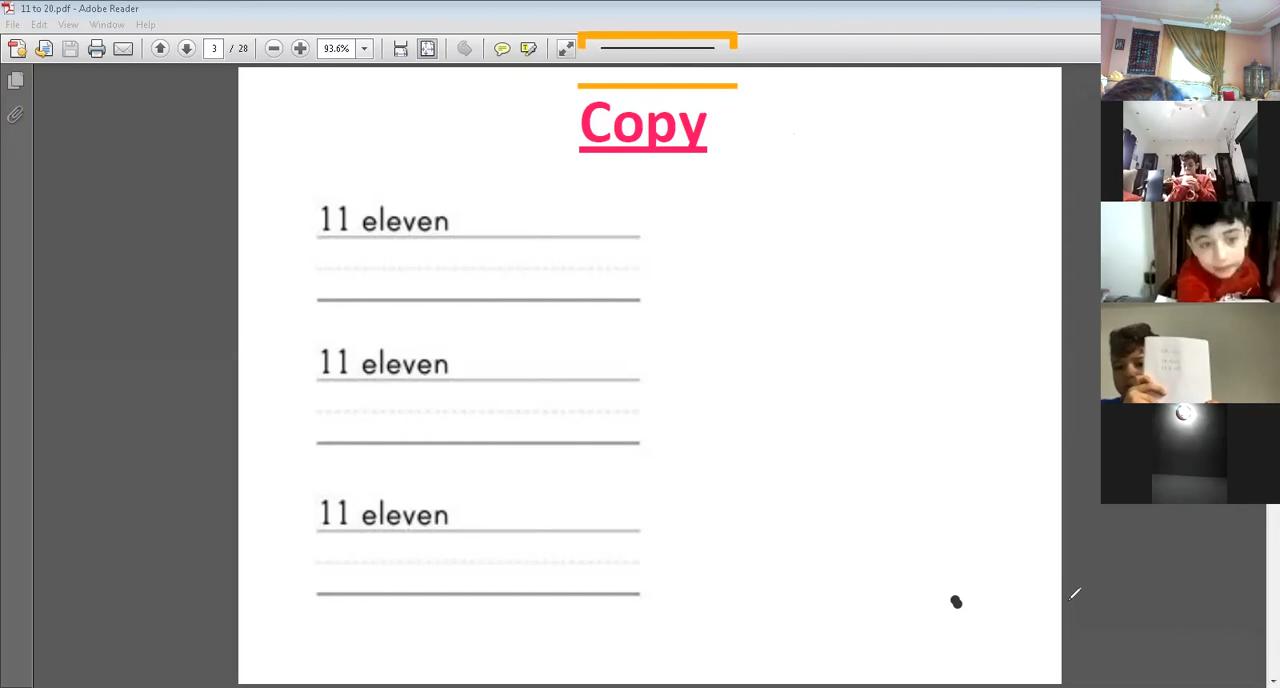 11 to 20.pdf - Adobe Reader
File Edit View Window Help
3 / 28 93.6%
Copy
11 eleven
11 eleven
11 eleven